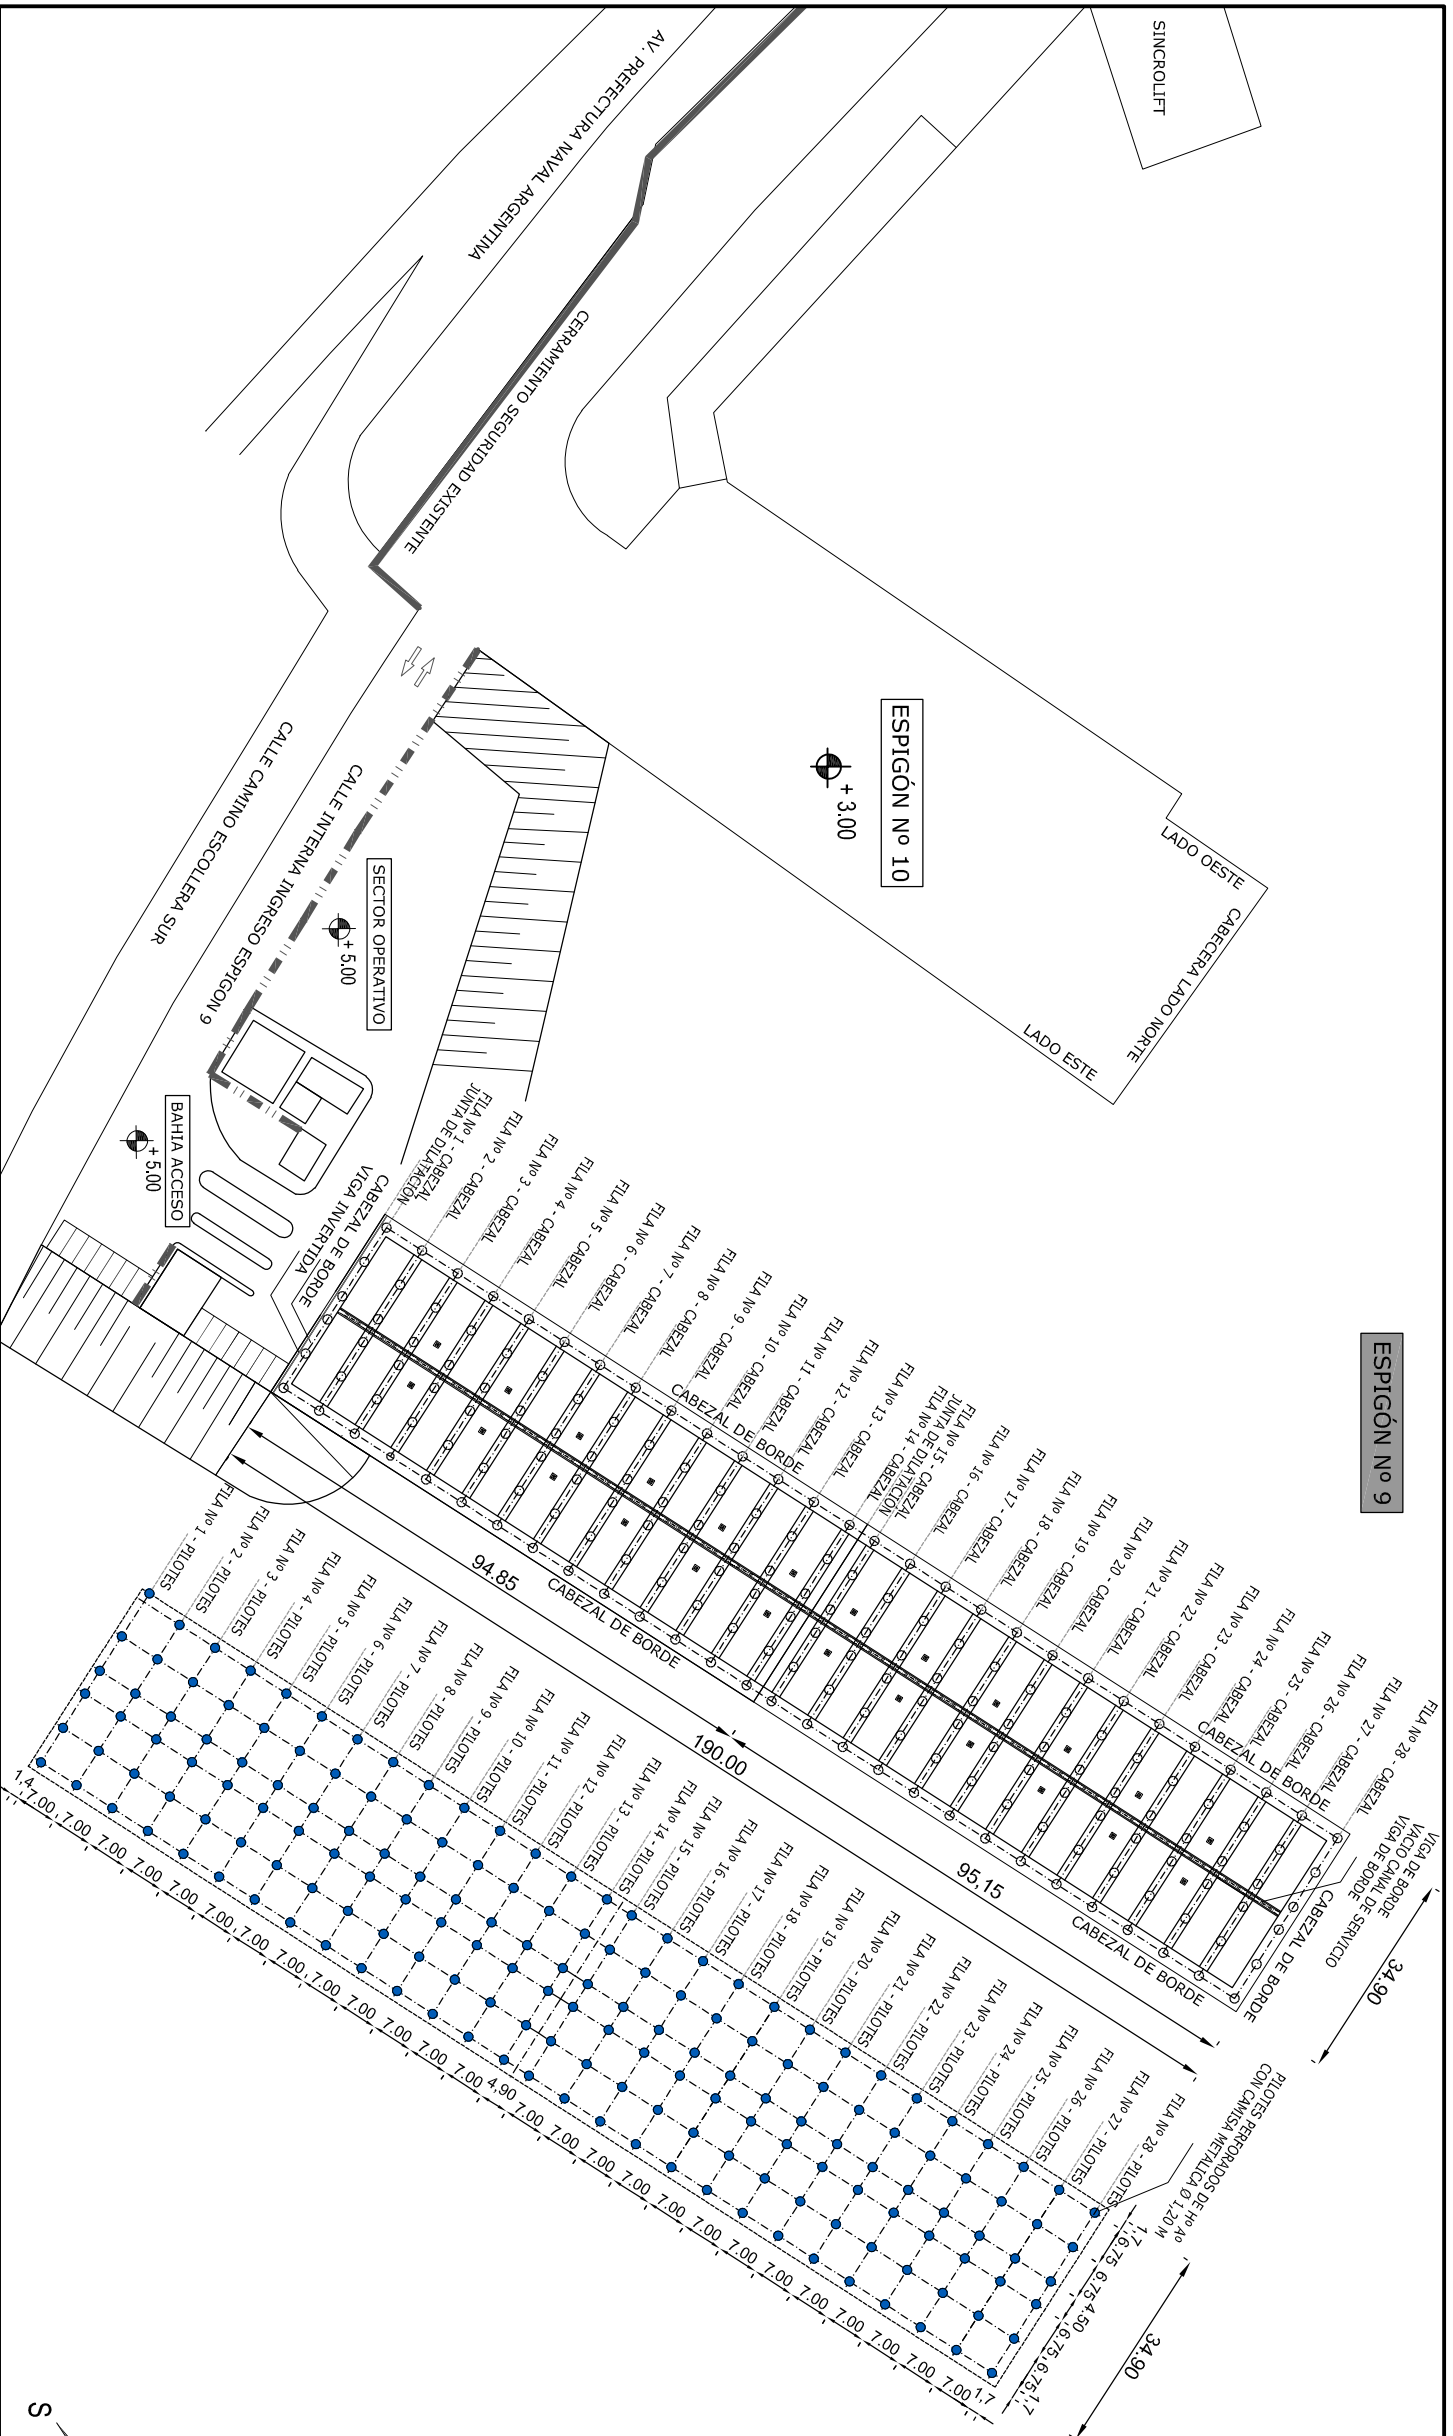 SINCROLIFT
AV. PREFECTURA NAVAL ARGENTINA
CERRAMIENTO SEGURIDAD EXISTENTE
ESPIGÓN Nº 10
+ 3.00
LADO OESTE
CABECERA LADO NORTE
LADO ESTE
CALLE CAMINO ESCOLLERA SUR
CALLE INTERNA INGRESO ESPIGON 9
SECTOR OPERATIVO
+ 5.00
BAHIA ACCESO
+ 5.00
ESPIGÓN Nº 9
VIGA INVERTIDA
CABEZAL DE BORDE
JUNTA DE DILATACIÓN
FILA Nº 1 - CABEZAL
FILA Nº 2 - CABEZAL
FILA Nº 3 - CABEZAL
FILA Nº 4 - CABEZAL
FILA Nº 5 - CABEZAL
FILA Nº 6 - CABEZAL
FILA Nº 7 - CABEZAL
FILA Nº 8 - CABEZAL
FILA Nº 9 - CABEZAL
FILA Nº 10 - CABEZAL
FILA Nº 11 - CABEZAL
FILA Nº 12 - CABEZAL
FILA Nº 13 - CABEZAL
FILA Nº 14 - CABEZAL
JUNTA DE DILATACIÓN
FILA Nº 15 - CABEZAL
FILA Nº 16 - CABEZAL
FILA Nº 17 - CABEZAL
FILA Nº 18 - CABEZAL
FILA Nº 19 - CABEZAL
FILA Nº 20 - CABEZAL
FILA Nº 21 - CABEZAL
FILA Nº 22 - CABEZAL
FILA Nº 23 - CABEZAL
FILA Nº 24 - CABEZAL
FILA Nº 25 - CABEZAL
FILA Nº 26 - CABEZAL
FILA Nº 27 - CABEZAL
FILA Nº 28 - CABEZAL
CABEZAL DE BORDE
CABEZAL DE BORDE
CABEZAL DE BORDE
CABEZAL DE BORDE
CABEZAL DE BORDE
VIGA DE BORDE
VACIO CANAL DE SERVICIO
VIGA DE BORDE
34.90
94.85
95,15
190.00
FILA Nº 1 - PILOTES
FILA Nº 2 - PILOTES
FILA Nº 3 - PILOTES
FILA Nº 4 - PILOTES
FILA Nº 5 - PILOTES
FILA Nº 6 - PILOTES
FILA Nº 7 - PILOTES
FILA Nº 8 - PILOTES
FILA Nº 9 - PILOTES
FILA Nº 10 - PILOTES
FILA Nº 11 - PILOTES
FILA Nº 12 - PILOTES
FILA Nº 13 - PILOTES
FILA Nº 14 - PILOTES
FILA Nº 15 - PILOTES
FILA Nº 16 - PILOTES
FILA Nº 17 - PILOTES
FILA Nº 18 - PILOTES
FILA Nº 19 - PILOTES
FILA Nº 20 - PILOTES
FILA Nº 21 - PILOTES
FILA Nº 22 - PILOTES
FILA Nº 23 - PILOTES
FILA Nº 24 - PILOTES
FILA Nº 25 - PILOTES
FILA Nº 26 - PILOTES
FILA Nº 27 - PILOTES
FILA Nº 28 - PILOTES
PILOTES PERFORADOS DE Hº Aº
CON CAMISA METALICA Ø 1,20 M
1,4 7.00 7.00 7.00 7.00 7.00 7.00 7.00 7.00 7.00 7.00 7.00 7.00 7.00 4,90 7.00 7.00 7.00 7.00 7.00 7.00 7.00 7.00 7.00 7.00 7.00 7.00 7.00 1,7
1,7 6.75 6.75 4.50 6.75 6.75 1,7
34.90
S